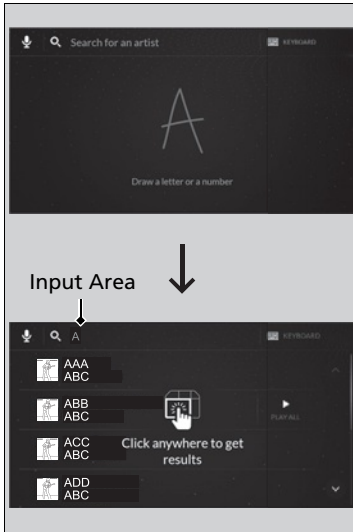 Search for an artist
KEYBOARD
A
Draw a letter or a number
Input Area
A
KEYBOARD
AAA
ABC
ABB
ABC
PLAY ALL
ACC
ABC
Click anywhere to get
results
ADD
ABC